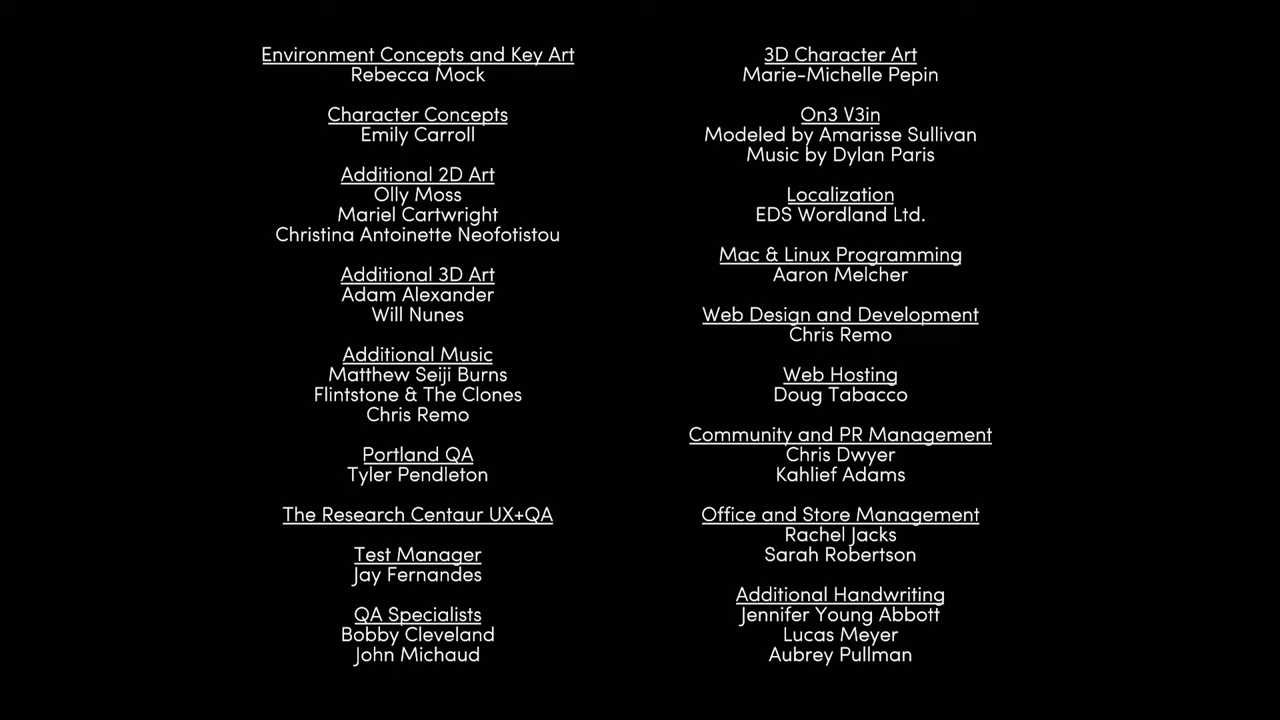 Environment Concepts and Key Art
Rebecca Mock
Character Concepts
Emily Carroll
Additional 2D Art
Olly Moss
Mariel Cartwright
Christina Antoinette Neofotistou
Additional 3D Art
Adam Alexander
Will Nunes
Additional Music
Matthew Seiji Burns
Flintstone & The Clones
Chris Remo
Portland QA
Tyler Pendleton
The Research Centaur UX+QA
Test Manager
Jay Fernandes
QA Specialists
Bobby Cleveland
John Michaud
3D Character Art
Marie-Michelle Pepin
On3 V3in
Modeled by Amarisse Sullivan
Music by Dylan Paris
Localization
EDS Wordland Ltd.
Mac & Linux Programming
Aaron Melcher
Web Design and Development
Chris Remo
Web Hosting
Doug Tabacco
Community and PR Management
Chris Dwyer
Kahlief Adams
Office and Store Management
Rachel Jacks
Sarah Robertson
Additional Handwriting
Jennifer Young Abbott
Lucas Meyer
Aubrey Pullman